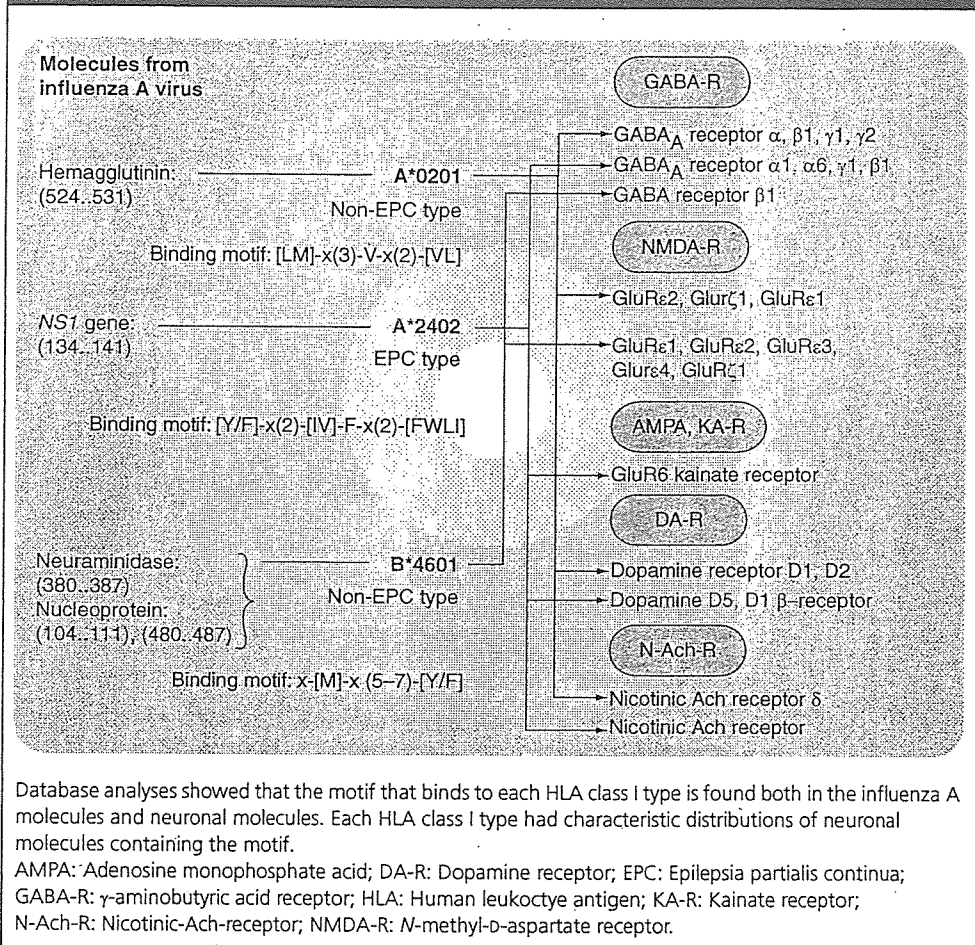 Molecules from
influenza A virus
GABA-R
GABA_A receptor α, β1, γ1, γ2
Hemagglutinin:
(524..531)
A*0201
Non-EPC type
GABA_A receptor α1, α6, γ1, β1
GABA receptor β1
Binding motif: [LM]-x(3)-V-x(2)-[VL]
NMDA-R
GluRε2, Glurζ1, GluRε1
NS1 gene:
(134..141)
A*2402
EPC type
GluRε1, GluRε2, GluRε3,
Glurε4, GluRζ1
Binding motif: [Y/F]-x(2)-[IV]-F-x(2)-[FWLI]
AMPA, KA-R
GluR6 kainate receptor
DA-R
Neuraminidase:
(380..387)
Nucleoprotein:
(104..111), (480..487)
B*4601
Non-EPC type
Dopamine receptor D1, D2
Dopamine D5, D1 β–receptor
N-Ach-R
Binding motif: x-[M]-x (5–7)-[Y/F]
Nicotinic Ach receptor δ
Nicotinic Ach receptor
Database analyses showed that the motif that binds to each HLA class I type is found both in the influenza A
molecules and neuronal molecules. Each HLA class I type had characteristic distributions of neuronal
molecules containing the motif.
AMPA: Adenosine monophosphate acid; DA-R: Dopamine receptor; EPC: Epilepsia partialis continua;
GABA-R: γ-aminobutyric acid receptor; HLA: Human leukoctye antigen; KA-R: Kainate receptor;
N-Ach-R: Nicotinic-Ach-receptor; NMDA-R: N-methyl-D-aspartate receptor.